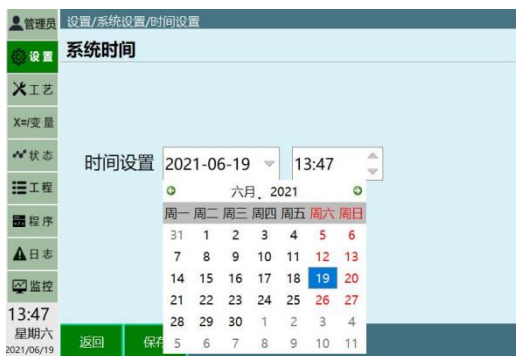 管理员
设置/系统设置/时间设置
设置
系统时间
工艺
X=/变量
状态
时间设置 2021-06-19 13:47
工程
六月, 2021
周一 周二 周三 周四 周五 周六 周日
程序
31 1 2 3 4 5 6
日志
7 8 9 10 11 12 13
监控
14 15 16 17 18 19 20
21 22 23 24 25 26 27
13:47
28 29 30 1 2 3 4
星期六
返回
5 6 7 8 9 10 11
2021/06/19